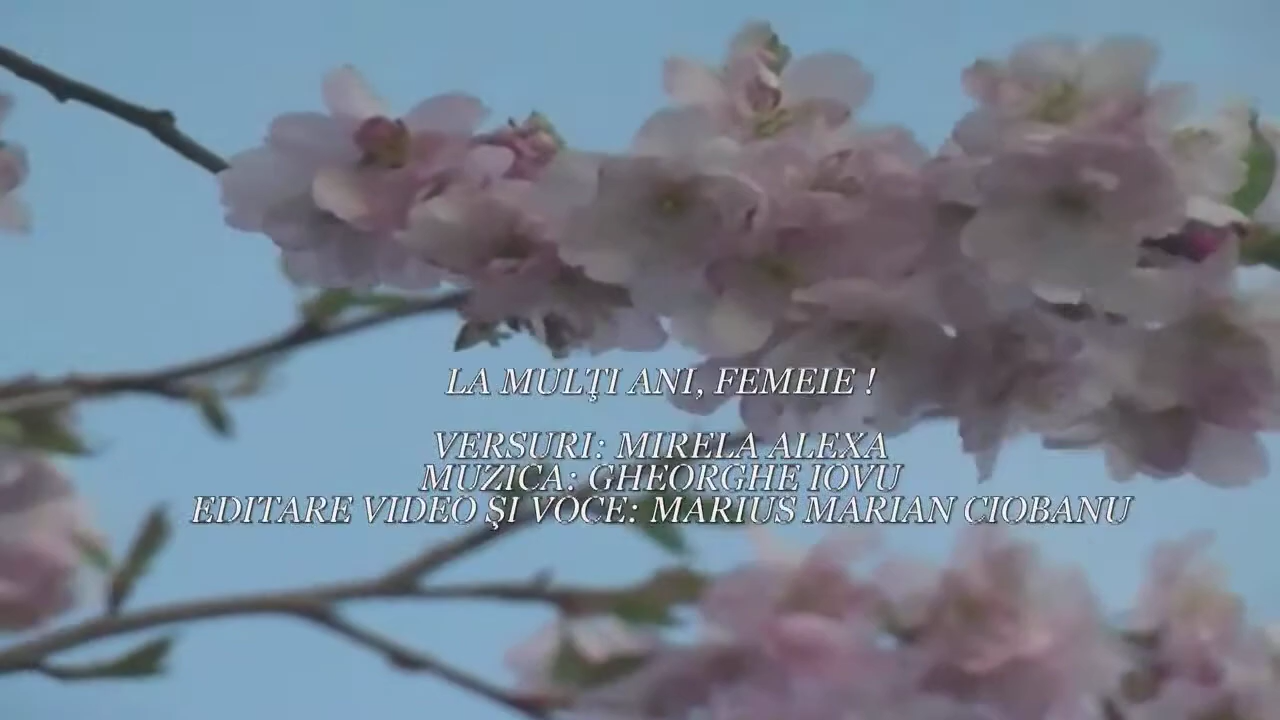 LA MULŢI ANI, FEMEIE !
VERSURI: MIRELA ALEXA
MUZICA: GHEORGHE IOVU
EDITARE VIDEO ŞI VOCE: MARIUS MARIAN CIOBANU